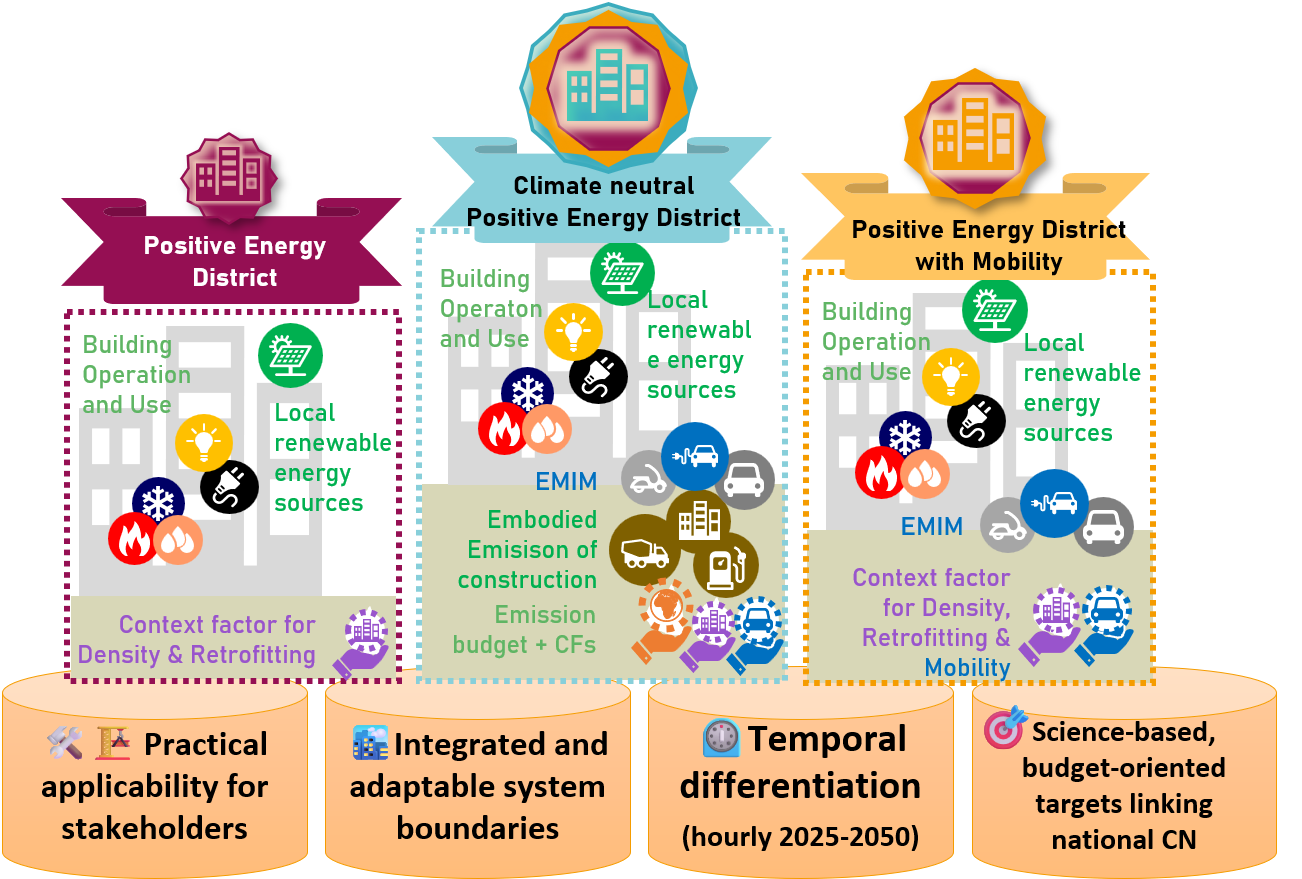 Positive Energy
District
Building
Operation
and Use
Local
renewable
energy
sources
Context factor for
Density & Retrofitting
Climate neutral
Positive Energy District
Building
Operaton
and Use
Local
renewabl
e energy
sources
EMIM
Embodied
Emisison of
construction
Emission
budget + CFs
Positive Energy District
with Mobility
Building
Operation
and Use
Local
renewable
energy
sources
EMIM
Context factor
for Density,
Retrofitting &
Mobility
Practical
applicability for
stakeholders
Integrated and
adaptable system
boundaries
Temporal
differentiation
(hourly 2025-2050)
Science-based,
budget-oriented
targets linking
national CN